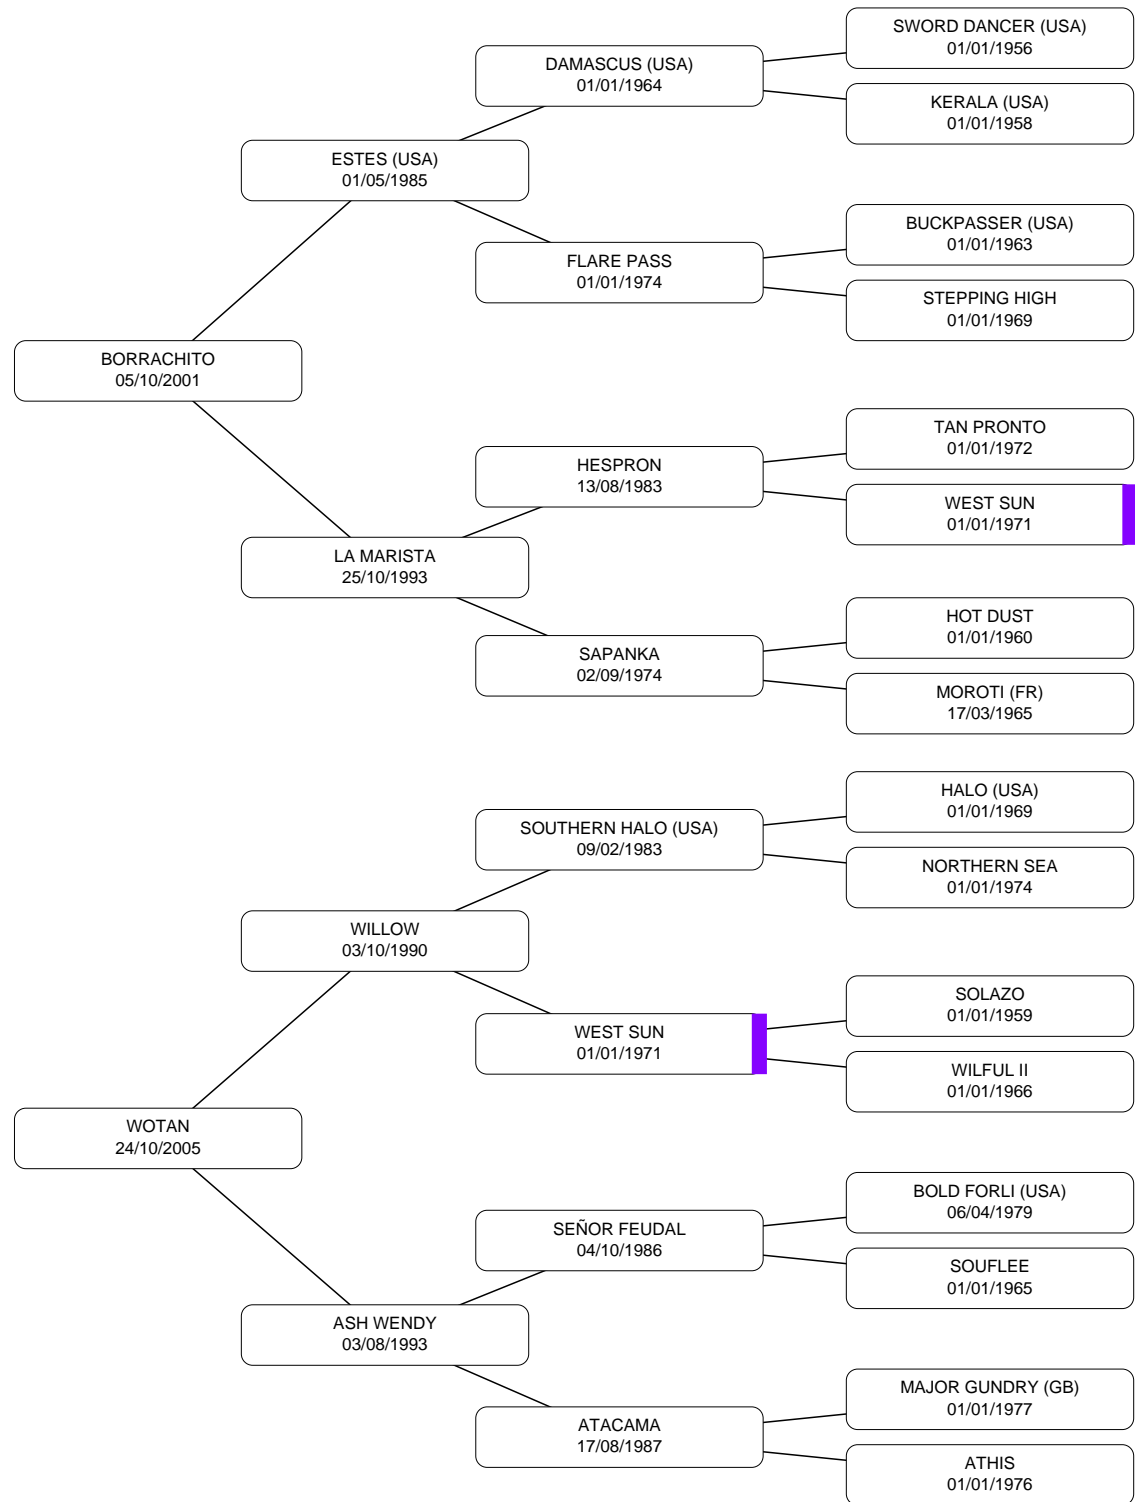 SWORD DANCER (USA)
01/01/1956
DAMASCUS (USA)
01/01/1964
KERALA (USA)
01/01/1958
ESTES (USA)
01/05/1985
BUCKPASSER (USA)
01/01/1963
FLARE PASS
01/01/1974
STEPPING HIGH
01/01/1969
BORRACHITO
05/10/2001
TAN PRONTO
01/01/1972
HESPRON
13/08/1983
WEST SUN
01/01/1971
LA MARISTA
25/10/1993
HOT DUST
01/01/1960
SAPANKA
02/09/1974
MOROTI (FR)
17/03/1965
HALO (USA)
01/01/1969
SOUTHERN HALO (USA)
09/02/1983
NORTHERN SEA
01/01/1974
WILLOW
03/10/1990
SOLAZO
01/01/1959
WEST SUN
01/01/1971
WILFUL II
01/01/1966
WOTAN
24/10/2005
BOLD FORLI (USA)
06/04/1979
SEÑOR FEUDAL
04/10/1986
SOUFLEE
01/01/1965
ASH WENDY
03/08/1993
MAJOR GUNDRY (GB)
01/01/1977
ATACAMA
17/08/1987
ATHIS
01/01/1976